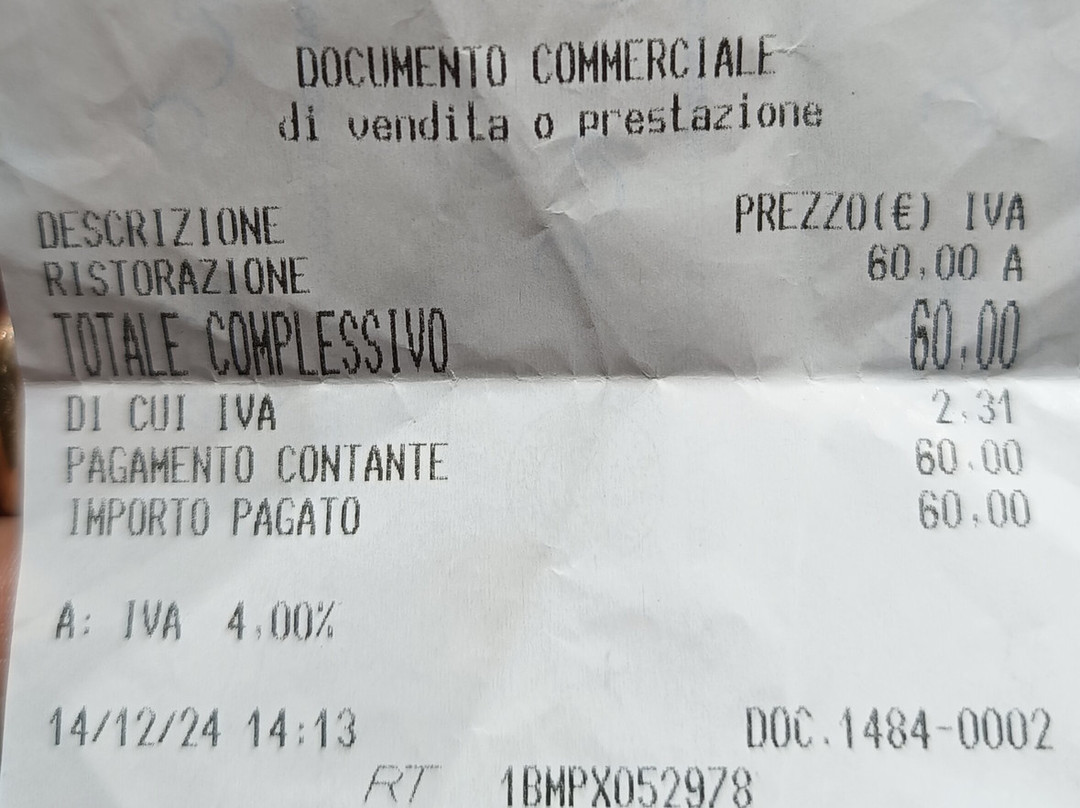 DOCUMENTO COMMERCIALE
di vendita o prestazione
DESCRIZIONE PREZZO(€) IVA
RISTORAZIONE 60,00 A
TOTALE COMPLESSIVO 60,00
DI CUI IVA 2,31
PAGAMENTO CONTANTE 60.00
IMPORTO PAGATO 60,00
A: IVA 4,00%
14/12/24 14:13 DOC.1484-0002
RT 1BMPX052978